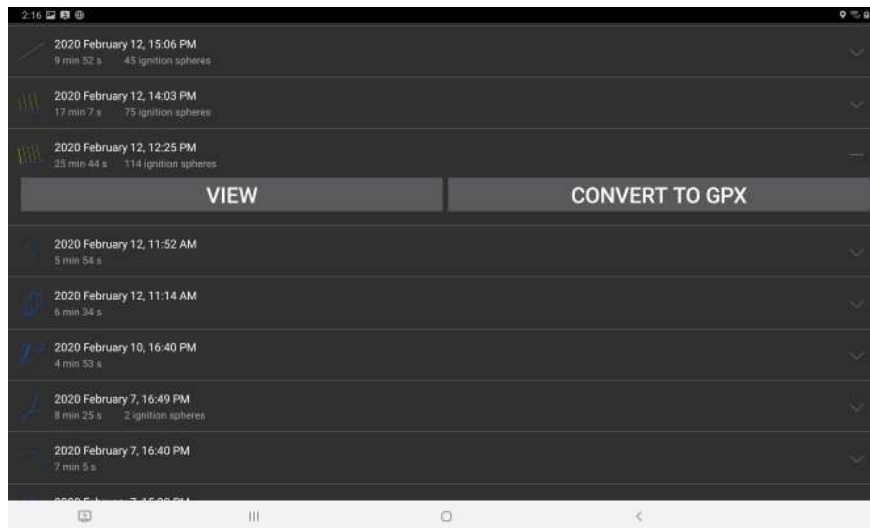 2:16
2020 February 12, 15:06 PM
9 min 52 s 45 ignition spheres
2020 February 12, 14:03 PM
17 min 7 s 75 ignition spheres
2020 February 12, 12:25 PM
25 min 44 s 114 ignition spheres
VIEW CONVERT TO GPX
2020 February 12, 11:52 AM
5 min 54 s
2020 February 12, 11:14 AM
6 min 34 s
2020 February 10, 16:40 PM
4 min 53 s
2020 February 7, 16:49 PM
8 min 25 s 2 ignition spheres
2020 February 7, 16:40 PM
7 min 5 s